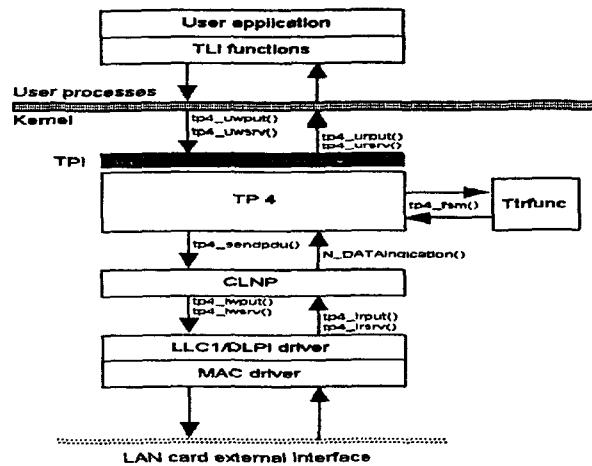 User application
TLI functions
User processes
Kernel
tp4_uwput()
tp4_uwsrv()
tp4_urput()
tp4_ursrv()
TPI
TP 4
tp4_fsm()
Tlrfunc
tp4_sendpdu()
N_DATAindication()
CLNP
tp4_lwput()
tp4_lwsrv()
tp4_lrput()
tp4_lrsrv()
LLC1/DLPI driver
MAC driver
LAN card external interface